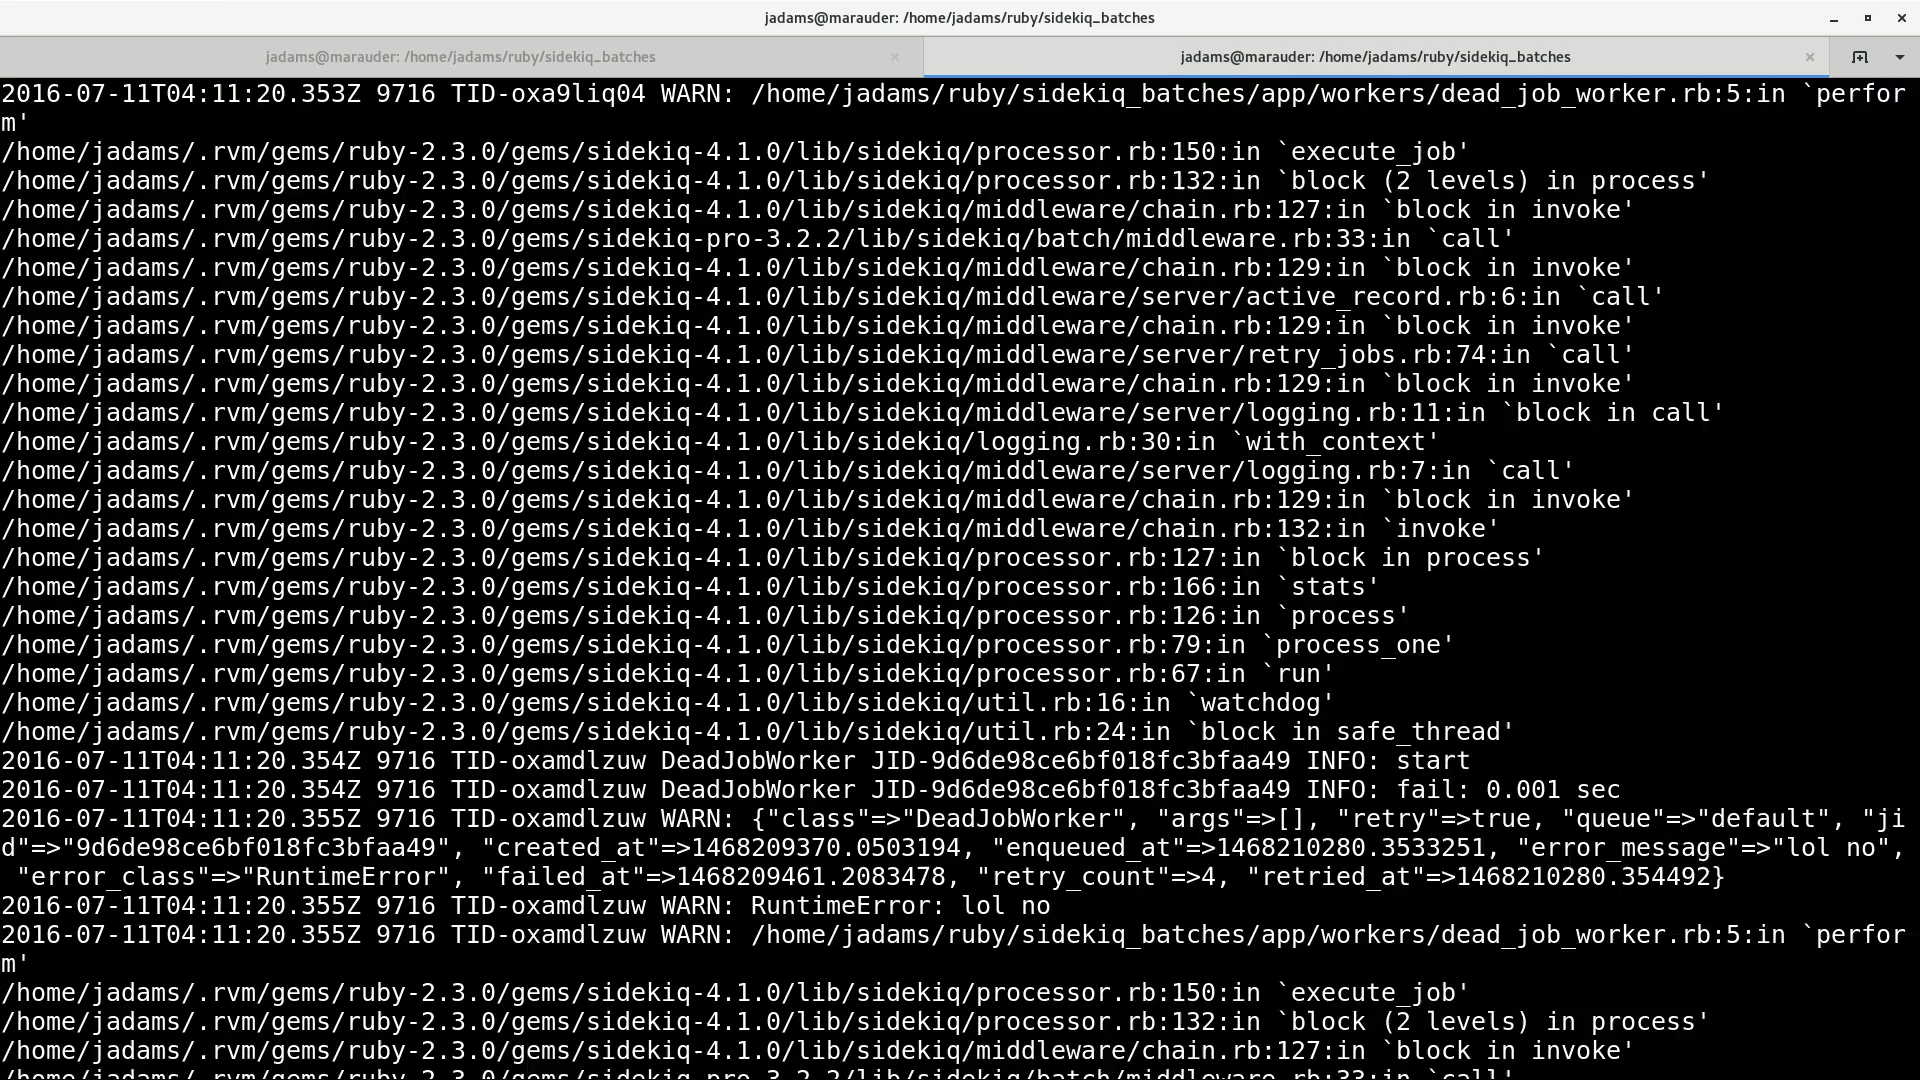 jadams@marauder: /home/jadams/ruby/sidekiq_batches
jadams@marauder: /home/jadams/ruby/sidekiq_batches
jadams@marauder: /home/jadams/ruby/sidekiq_batches
2016-07-11T04:11:20.353Z 9716 TID-oxa9liq04 WARN: /home/jadams/ruby/sidekiq_batches/app/workers/dead_job_worker.rb:5:in `perfor
m'
/home/jadams/.rvm/gems/ruby-2.3.0/gems/sidekiq-4.1.0/lib/sidekiq/processor.rb:150:in `execute_job'
/home/jadams/.rvm/gems/ruby-2.3.0/gems/sidekiq-4.1.0/lib/sidekiq/processor.rb:132:in `block (2 levels) in process'
/home/jadams/.rvm/gems/ruby-2.3.0/gems/sidekiq-4.1.0/lib/sidekiq/middleware/chain.rb:127:in `block in invoke'
/home/jadams/.rvm/gems/ruby-2.3.0/gems/sidekiq-pro-3.2.2/lib/sidekiq/batch/middleware.rb:33:in `call'
/home/jadams/.rvm/gems/ruby-2.3.0/gems/sidekiq-4.1.0/lib/sidekiq/middleware/chain.rb:129:in `block in invoke'
/home/jadams/.rvm/gems/ruby-2.3.0/gems/sidekiq-4.1.0/lib/sidekiq/middleware/server/active_record.rb:6:in `call'
/home/jadams/.rvm/gems/ruby-2.3.0/gems/sidekiq-4.1.0/lib/sidekiq/middleware/chain.rb:129:in `block in invoke'
/home/jadams/.rvm/gems/ruby-2.3.0/gems/sidekiq-4.1.0/lib/sidekiq/middleware/server/retry_jobs.rb:74:in `call'
/home/jadams/.rvm/gems/ruby-2.3.0/gems/sidekiq-4.1.0/lib/sidekiq/middleware/chain.rb:129:in `block in invoke'
/home/jadams/.rvm/gems/ruby-2.3.0/gems/sidekiq-4.1.0/lib/sidekiq/middleware/server/logging.rb:11:in `block in call'
/home/jadams/.rvm/gems/ruby-2.3.0/gems/sidekiq-4.1.0/lib/sidekiq/logging.rb:30:in `with_context'
/home/jadams/.rvm/gems/ruby-2.3.0/gems/sidekiq-4.1.0/lib/sidekiq/middleware/server/logging.rb:7:in `call'
/home/jadams/.rvm/gems/ruby-2.3.0/gems/sidekiq-4.1.0/lib/sidekiq/middleware/chain.rb:129:in `block in invoke'
/home/jadams/.rvm/gems/ruby-2.3.0/gems/sidekiq-4.1.0/lib/sidekiq/middleware/chain.rb:132:in `invoke'
/home/jadams/.rvm/gems/ruby-2.3.0/gems/sidekiq-4.1.0/lib/sidekiq/processor.rb:127:in `block in process'
/home/jadams/.rvm/gems/ruby-2.3.0/gems/sidekiq-4.1.0/lib/sidekiq/processor.rb:166:in `stats'
/home/jadams/.rvm/gems/ruby-2.3.0/gems/sidekiq-4.1.0/lib/sidekiq/processor.rb:126:in `process'
/home/jadams/.rvm/gems/ruby-2.3.0/gems/sidekiq-4.1.0/lib/sidekiq/processor.rb:79:in `process_one'
/home/jadams/.rvm/gems/ruby-2.3.0/gems/sidekiq-4.1.0/lib/sidekiq/processor.rb:67:in `run'
/home/jadams/.rvm/gems/ruby-2.3.0/gems/sidekiq-4.1.0/lib/sidekiq/util.rb:16:in `watchdog'
/home/jadams/.rvm/gems/ruby-2.3.0/gems/sidekiq-4.1.0/lib/sidekiq/util.rb:24:in `block in safe_thread'
2016-07-11T04:11:20.354Z 9716 TID-oxamdlzuw DeadJobWorker JID-9d6de98ce6bf018fc3bfaa49 INFO: start
2016-07-11T04:11:20.354Z 9716 TID-oxamdlzuw DeadJobWorker JID-9d6de98ce6bf018fc3bfaa49 INFO: fail: 0.001 sec
2016-07-11T04:11:20.355Z 9716 TID-oxamdlzuw WARN: {"class"=>"DeadJobWorker", "args"=>[], "retry"=>true, "queue"=>"default", "ji
d"=>"9d6de98ce6bf018fc3bfaa49", "created_at"=>1468209370.0503194, "enqueued_at"=>1468210280.3533251, "error_message"=>"lol no",
 "error_class"=>"RuntimeError", "failed_at"=>1468209461.2083478, "retry_count"=>4, "retried_at"=>1468210280.354492}
2016-07-11T04:11:20.355Z 9716 TID-oxamdlzuw WARN: RuntimeError: lol no
2016-07-11T04:11:20.355Z 9716 TID-oxamdlzuw WARN: /home/jadams/ruby/sidekiq_batches/app/workers/dead_job_worker.rb:5:in `perfor
m'
/home/jadams/.rvm/gems/ruby-2.3.0/gems/sidekiq-4.1.0/lib/sidekiq/processor.rb:150:in `execute_job'
/home/jadams/.rvm/gems/ruby-2.3.0/gems/sidekiq-4.1.0/lib/sidekiq/processor.rb:132:in `block (2 levels) in process'
/home/jadams/.rvm/gems/ruby-2.3.0/gems/sidekiq-4.1.0/lib/sidekiq/middleware/chain.rb:127:in `block in invoke'
/home/jadams/.rvm/gems/ruby-2.3.0/gems/sidekiq-pro-3.2.2/lib/sidekiq/batch/middleware.rb:33:in `call'